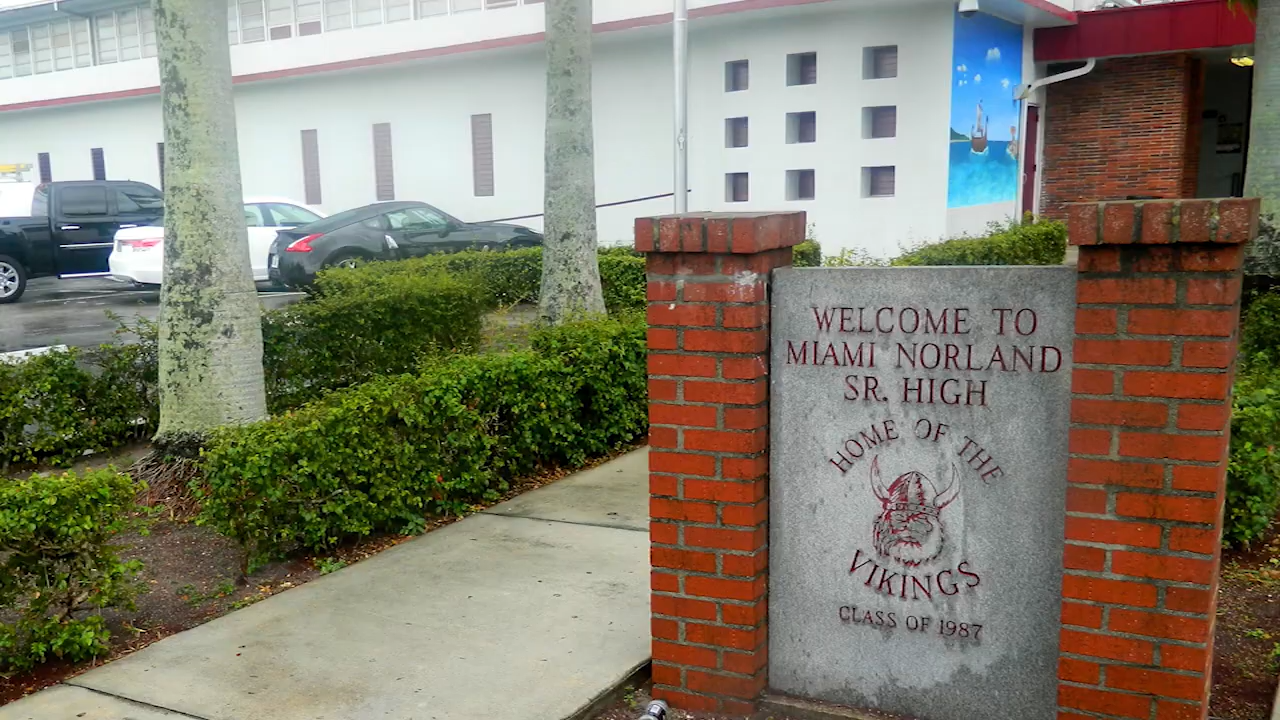 WELCOME TO
MIAMI NORLAND
SR. HIGH
HOME OF THE
VIKINGS
CLASS OF 1987